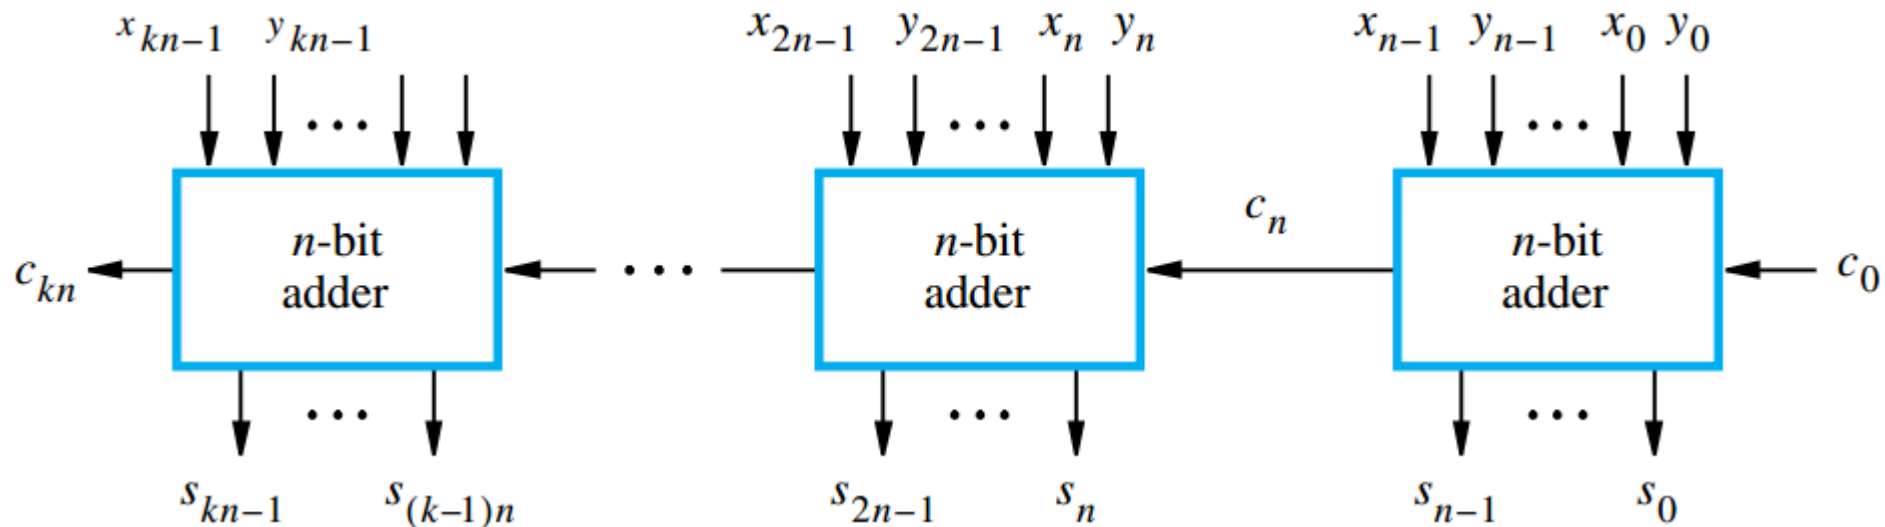 x_{kn−1} y_{kn−1} ... x_{2n−1} y_{2n−1} ... x_n y_n x_{n−1} y_{n−1} ... x_0 y_0
c_{kn} n-bit adder ... n-bit adder c_n n-bit adder c_0
s_{kn−1} ... s_{(k−1)n} s_{2n−1} ... s_n s_{n−1} ... s_0